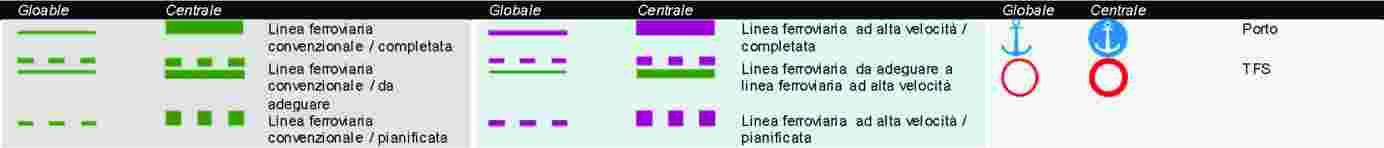 Gloable Centrale Globale Centrale Globale Centrale
Linea ferroviaria
convenzionale / completata
Linea ferroviaria
convenzionale / da
adeguare
Linea ferroviaria
convenzionale / pianificata
Linea ferroviaria ad alta velocità /
completata
Linea ferroviaria da adeguare a
linea ferroviaria ad alta velocità
Linea ferroviaria ad alta velocità /
pianificata
Porto
TFS